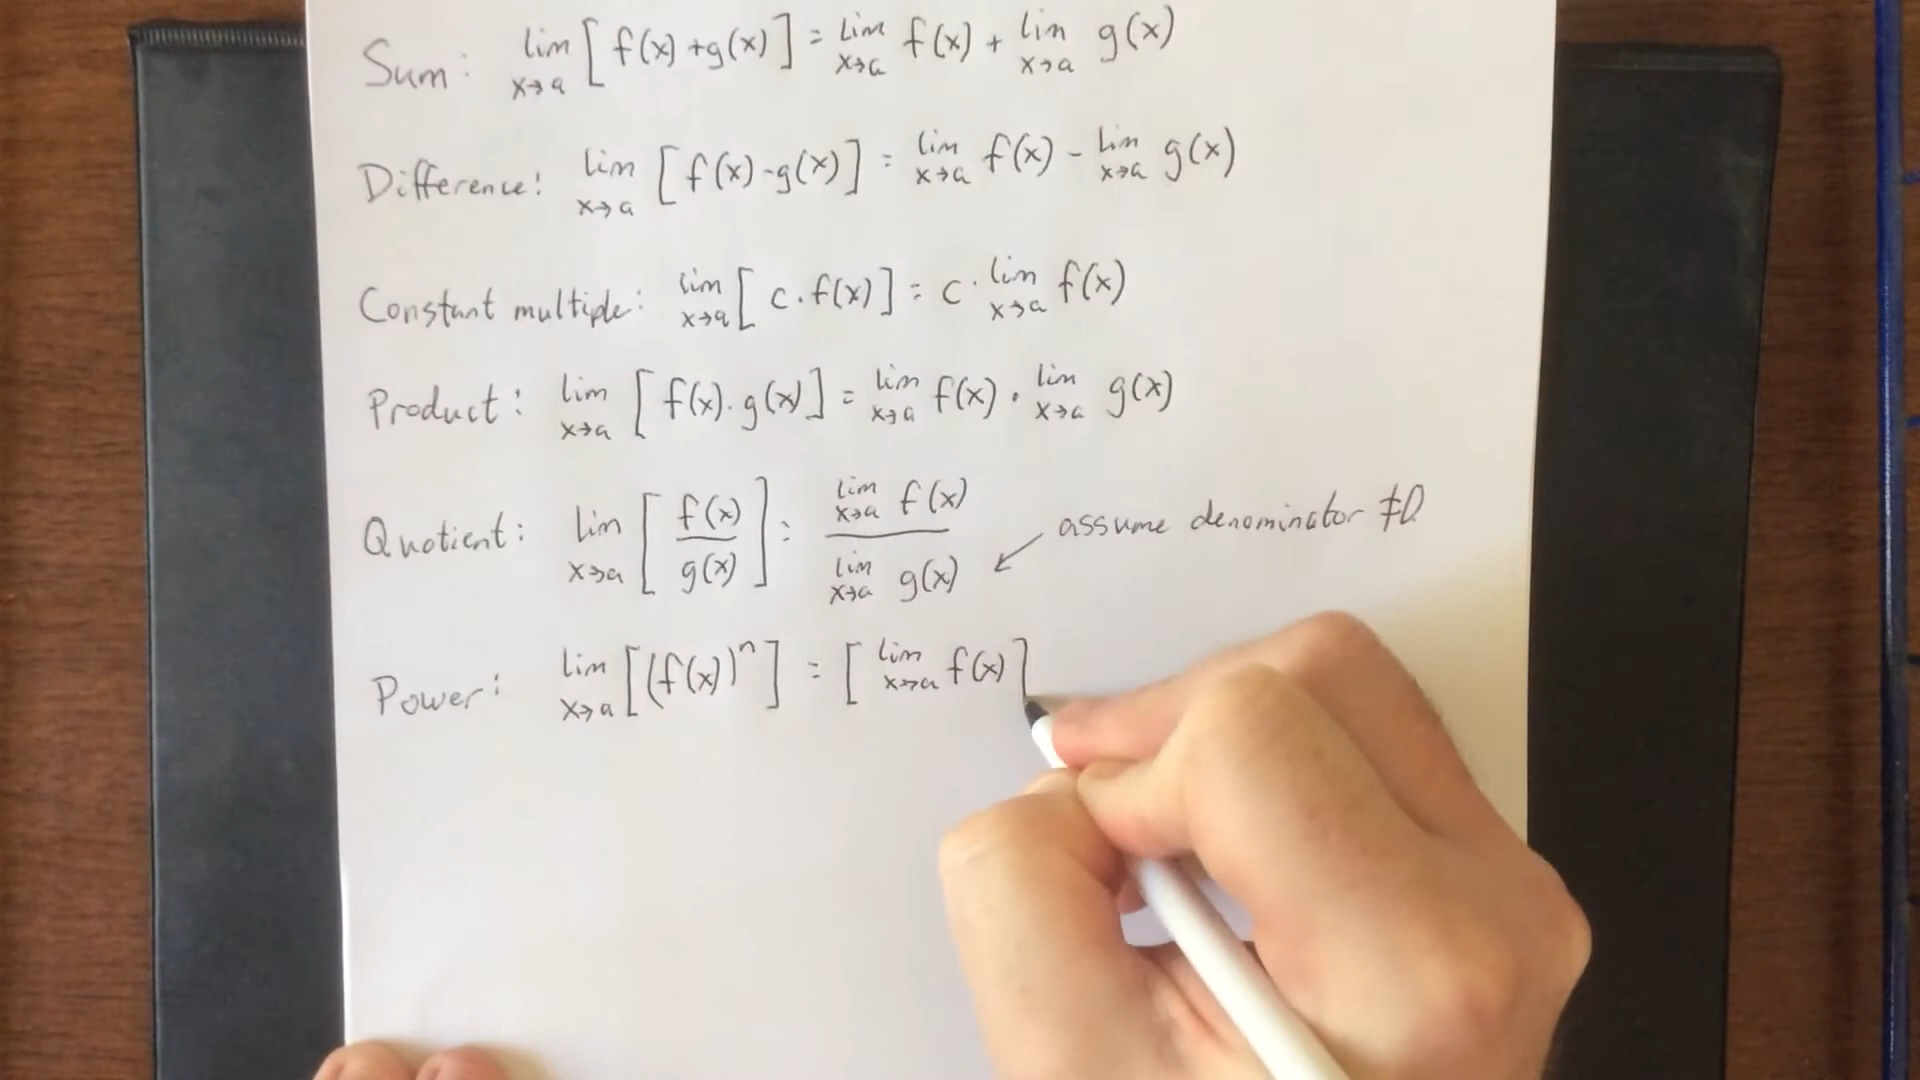 Sum: lim x→a [f(x)+g(x)] = lim x→a f(x) + lim x→a g(x)
Difference: lim x→a [f(x)-g(x)] = lim x→a f(x) - lim x→a g(x)
Constant multiple: lim x→a [c·f(x)] = c·lim x→a f(x)
Product: lim x→a [f(x)·g(x)] = lim x→a f(x) · lim x→a g(x)
Quotient: lim x→a [f(x)/g(x)] = lim x→a f(x) / lim x→a g(x) ← assume denominator ≠0
Power: lim x→a [(f(x))ⁿ] = [lim x→a f(x)]